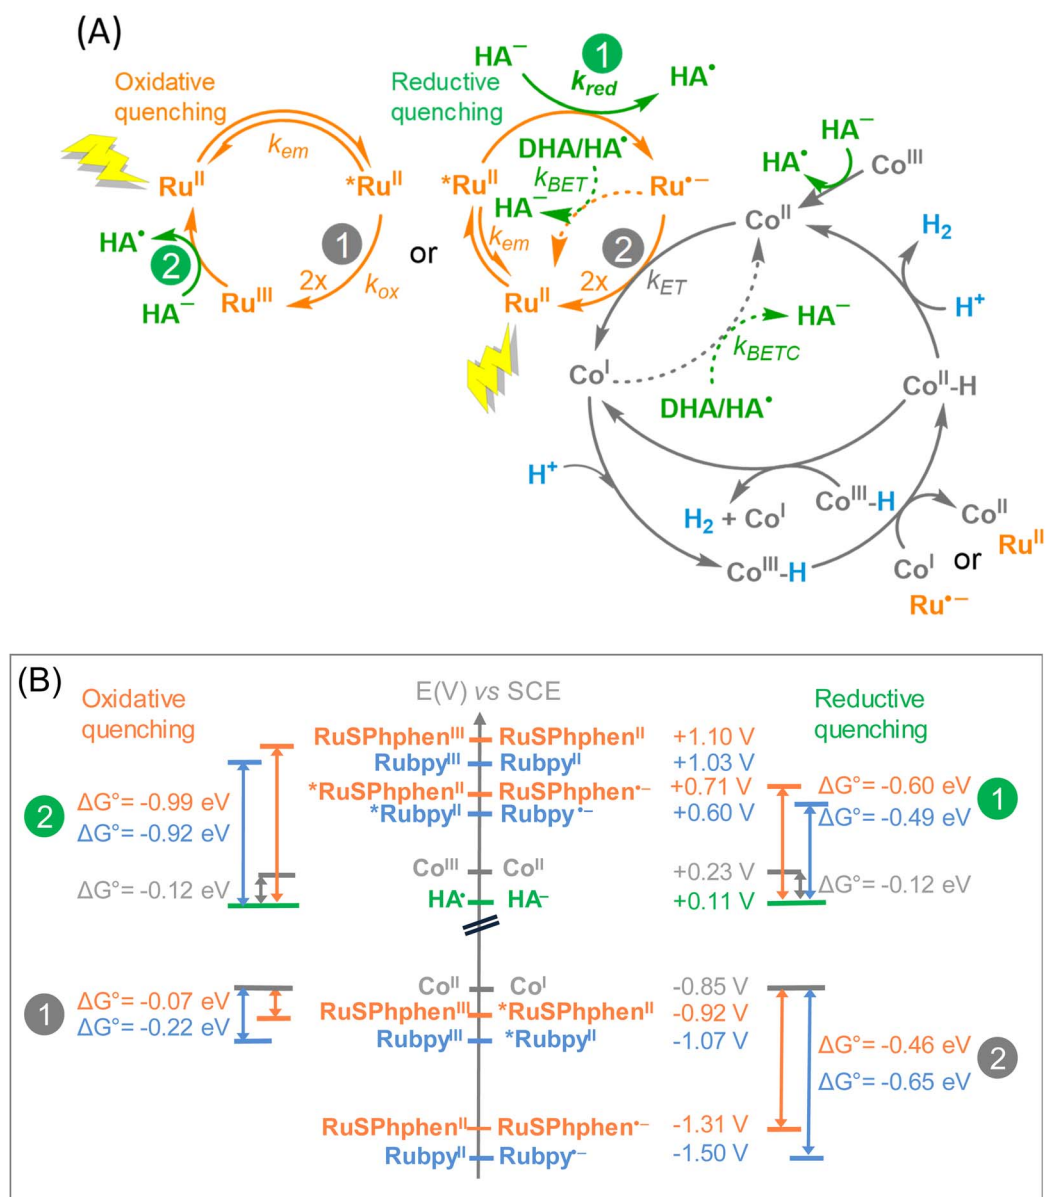 (A)
Oxidative
quenching
k_em
Ru^II
*Ru^II
HA^•
2
1
HA^–
Ru^III
2x
k_ox
or
Reductive
quenching
HA^–
1
k_red
HA^•
DHA/HA^•
*Ru^II
k_BET
Ru^•–
HA^–
k_em
2
2x
k_ET
Ru^II
HA^–
HA^•
Co^III
Co^II
H2
H^+
HA^–
k_BETC
Co^I
DHA/HA^•
Co^II-H
H^+
Co^III-H
H2 + Co^I
Co^II
Ru^II
Co^III-H
Co^I
or
Ru^•–
(B)
Oxidative
quenching
E(V) vs SCE
Reductive
quenching
RuSPhphen^III RuSPhphen^II +1.10 V
Rubpy^III Rubpy^II +1.03 V
*RuSPhphen^II RuSPhphen^•– +0.71 V
*Rubpy^II Rubpy^•– +0.60 V
Co^III Co^II +0.23 V
HA^• HA^– +0.11 V
Co^II Co^I -0.85 V
RuSPhphen^III *RuSPhphen^II -0.92 V
Rubpy^III *Rubpy^II -1.07 V
RuSPhphen^II RuSPhphen^•– -1.31 V
Rubpy^II Rubpy^•– -1.50 V
2
ΔG°= -0.99 eV
ΔG°= -0.92 eV
ΔG°= -0.12 eV
1
ΔG°= -0.07 eV
ΔG°= -0.22 eV
ΔG°= -0.60 eV
1
ΔG°= -0.49 eV
ΔG°= -0.12 eV
ΔG°= -0.46 eV
2
ΔG°= -0.65 eV